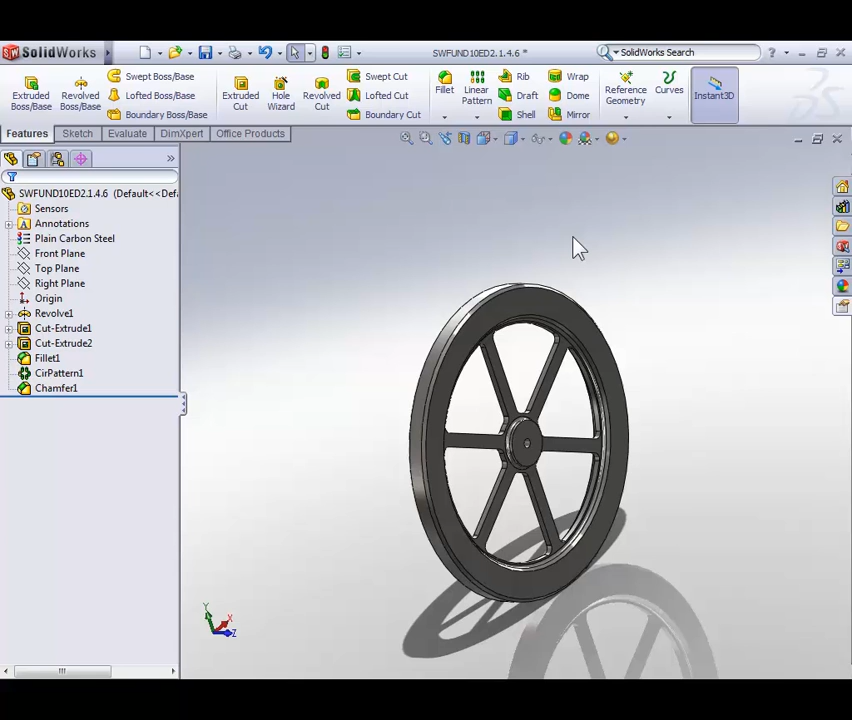 SolidWorks
SWFUND10ED2.1.4.6 *
SolidWorks Search
Extruded Boss/Base
Revolved Boss/Base
Swept Boss/Base
Lofted Boss/Base
Boundary Boss/Base
Extruded Cut
Hole Wizard
Revolved Cut
Swept Cut
Lofted Cut
Boundary Cut
Fillet
Linear Pattern
Rib
Draft
Shell
Wrap
Dome
Mirror
Reference Geometry
Curves
Instant3D
Features
Sketch
Evaluate
DimXpert
Office Products
SWFUND10ED2.1.4.6 (Default<<Def
Sensors
Annotations
Plain Carbon Steel
Front Plane
Top Plane
Right Plane
Origin
Revolve1
Cut-Extrude1
Cut-Extrude2
Fillet1
CirPattern1
Chamfer1
Y
X
Z